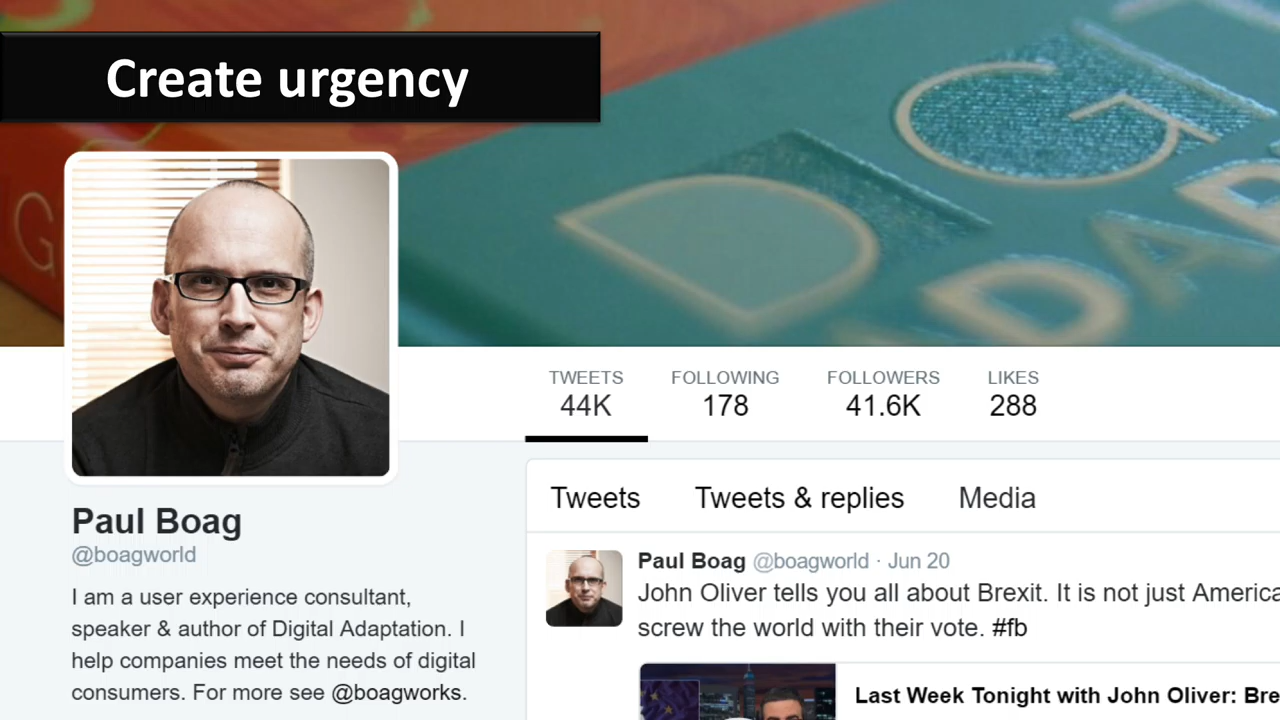 Create urgency
G
DIGIT
ADAP
TWEETS FOLLOWING FOLLOWERS LIKES
44K 178 41.6K 288
Tweets Tweets & replies Media
Paul Boag
@boagworld
I am a user experience consultant,
speaker & author of Digital Adaptation. I
help companies meet the needs of digital
consumers. For more see @boagworks.
Paul Boag @boagworld · Jun 20
John Oliver tells you all about Brexit. It is not just America
screw the world with their vote. #fb
Last Week Tonight with John Oliver: Bre